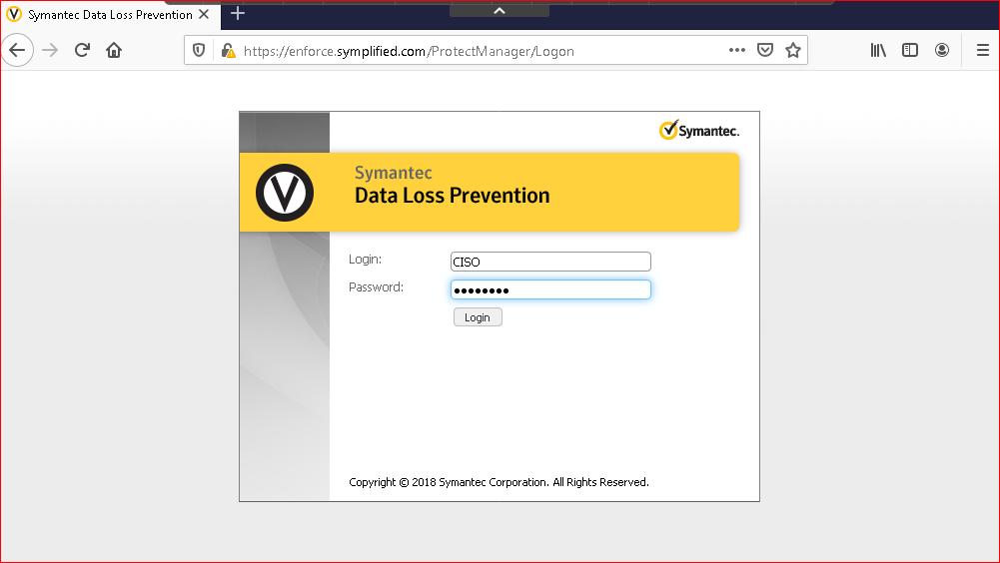 Symantec Data Loss Prevention
https://enforce.symplified.com/ProtectManager/Logon
Symantec.
Symantec
Data Loss Prevention
Login:
CISO
Password:
Login
Copyright © 2018 Symantec Corporation. All Rights Reserved.